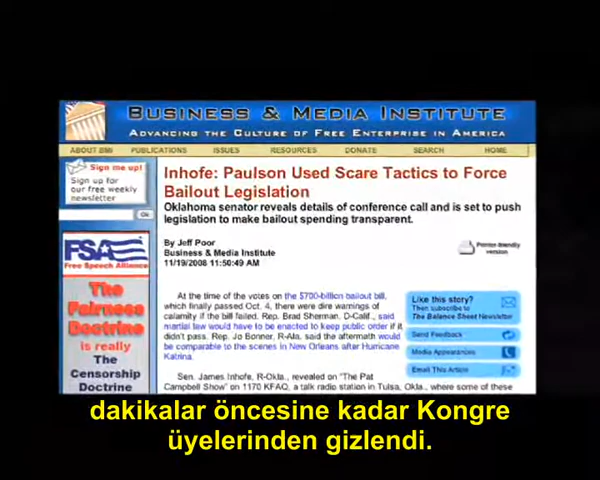 BUSINESS & MEDIA INSTITUTE
ADVANCING THE CULTURE OF FREE ENTERPRISE IN AMERICA
ABOUT BMI PUBLICATIONS ISSUES RESOURCES DONATE SEARCH HOME
Sign me up!
Sign up for
our free weekly
newsletter
Ok
FSA
Free Speech Alliance
The
Fairness
Doctrine
is really
The
Censorship
Doctrine
Inhofe: Paulson Used Scare Tactics to Force
Bailout Legislation
Oklahoma senator reveals details of conference call and is set to push
legislation to make bailout spending transparent.
By Jeff Poor
Business & Media Institute
11/19/2008 11:50:49 AM
Printer-friendly
version
At the time of the votes on the $700-billion bailout bill,
which finally passed Oct. 4, there were dire warnings of
calamity if the bill failed. Rep. Brad Sherman, D-Calif., said
martial law would have to be enacted to keep public order if it
didn't pass. Rep. Jo Bonner, R-Ala, said the aftermath would
be comparable to the scenes in New Orleans after Hurricane
Katrina.
Sen. James Inhofe, R-Okla., revealed on "The Pat
Campbell Show" on 1170 KFAQ, a talk radio station in Tulsa, Okla., where some of these
Like this story?
Then subscribe to
The Balance Sheet Newsletter
Send Feedback
Media Appearances
Email This Article
dakikalar öncesine kadar Kongre
üyelerinden gizlendi.